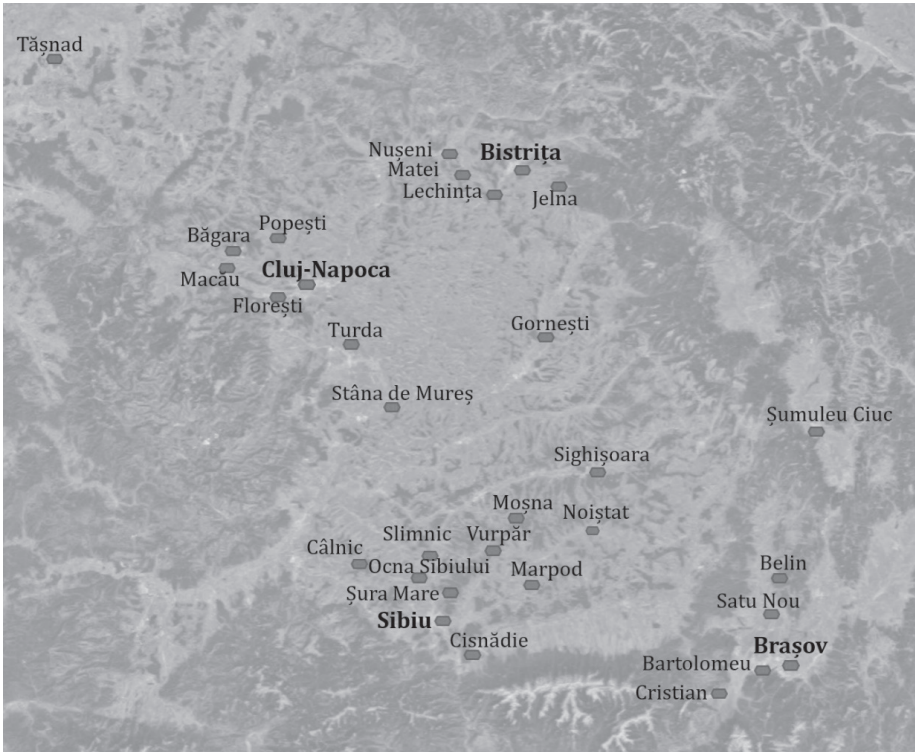 Tășnad
Nușeni
Bistrița
Matei
Lechința
Jelna
Popești
Băgara
Cluj-Napoca
Macău
Florești
Turda
Gornești
Stâna de Mureș
Șumuleu Ciuc
Sighișoara
Moșna
Noiștat
Slimnic
Vurpăr
Câlnic
Ocna Sibiului
Marpod
Belin
Șura Mare
Satu Nou
Sibiu
Cisnădie
Brașov
Bartolomeu
Cristian